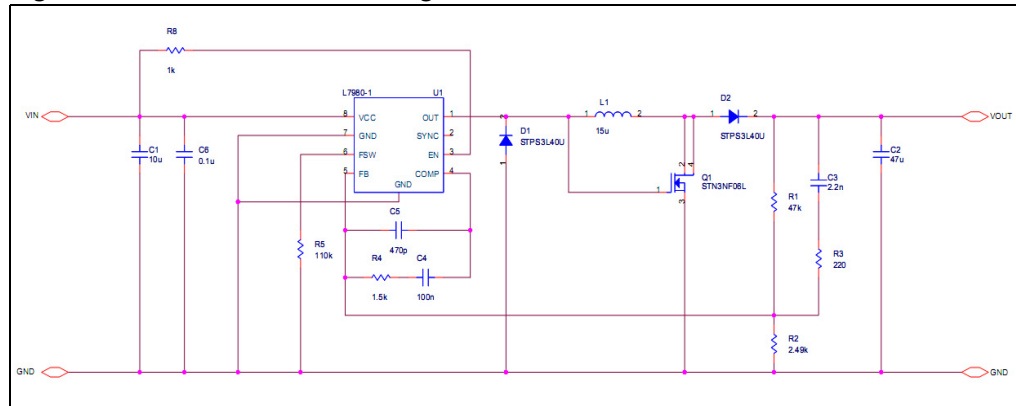 R8
1k
L7980-1 U1
VIN
8 VCC OUT 1
7 GND SYNC 2
6 FSW EN 3
5 FB COMP 4
GND
C1
10u
C6
0.1u
R5
110k
C5
470p
R4
1.5k
C4
100n
2
D1
STPS3L40U
1
1 L1 2
15u
2 4
Q1
STN3NF06L
1
3
D2
1 2
STPS3L40U
VOUT
C2
47u
C3
2.2n
R1
47k
R3
220
R2
2.49k
GND
GND